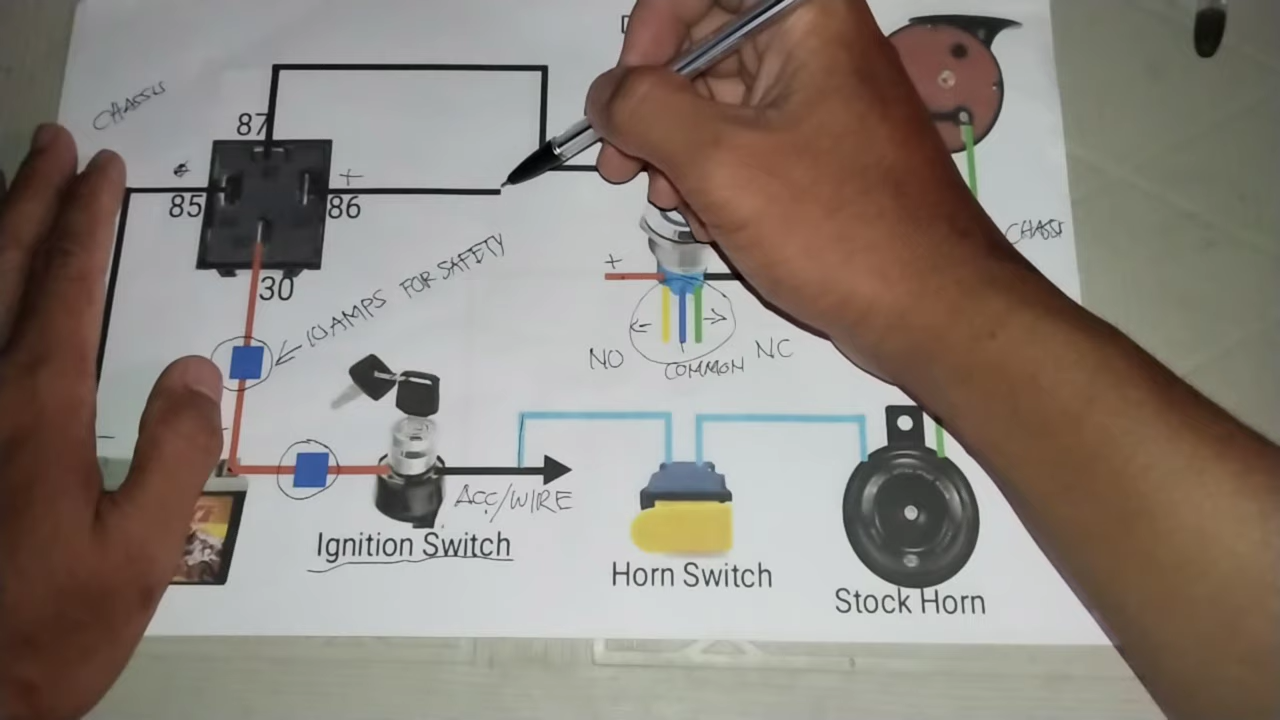 CHASSIS
87
85
+
86
30
10 AMPS FOR SAFETY
+
NO
COMMON
NC
ACC/WIRE
Ignition Switch
Horn Switch
Stock Horn